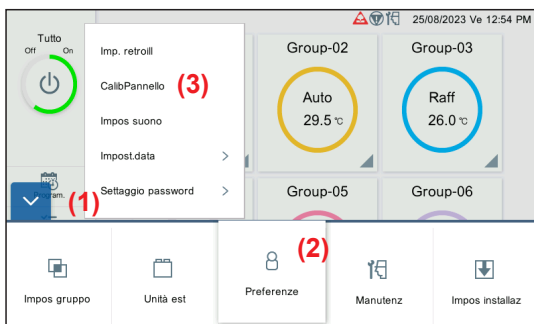 25/08/2023 Ve 12:54 PM
Tutto
Off On
Imp. retroill
CalibPannello (3)
Impos suono
Impost.data >
Settaggio password >
Group-02
Auto
29.5 °C
Group-03
Raff
26.0 °C
Group-05
Group-06
Program.
(1)
(2)
Impos gruppo
Unità est
Preferenze
Manutenz
Impos installaz